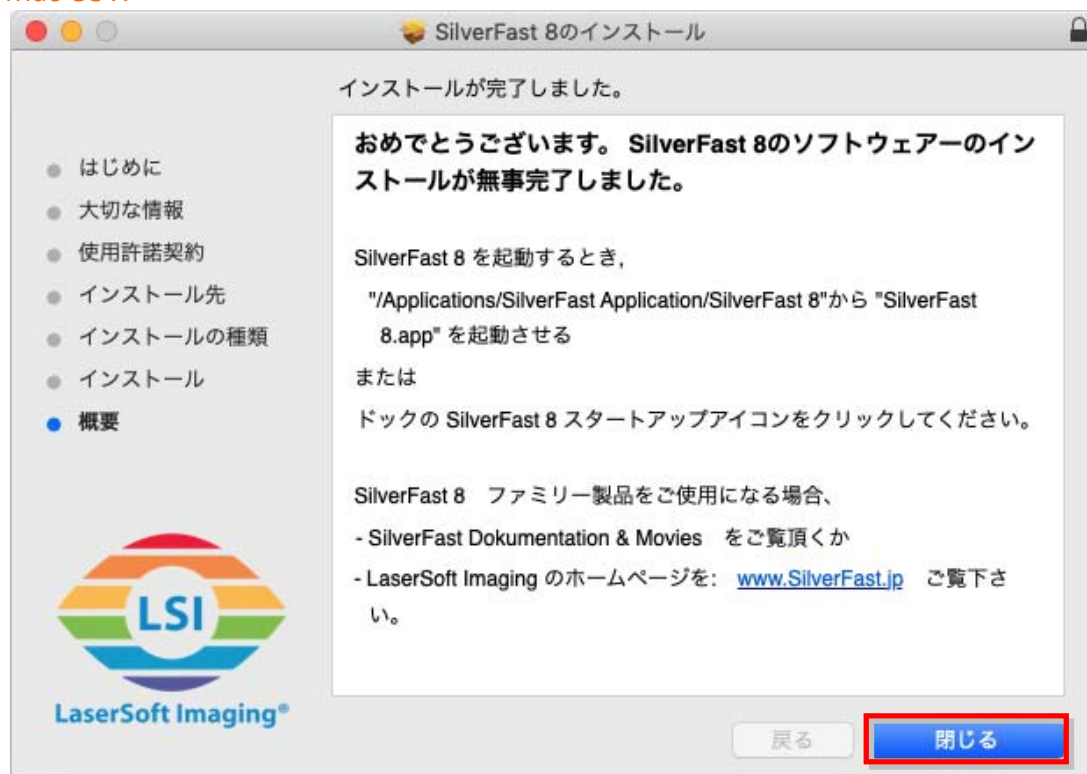 SilverFast 8のインストール
インストールが完了しました。
はじめに
大切な情報
使用許諾契約
インストール先
インストールの種類
インストール
概要
おめでとうございます。 SilverFast 8のソフトウェアーのイン
ストールが無事完了しました。
SilverFast 8 を起動するとき,
"/Applications/SilverFast Application/SilverFast 8"から "SilverFast
8.app" を起動させる
または
ドックの SilverFast 8 スタートアップアイコンをクリックしてください。
SilverFast 8　ファミリー製品をご使用になる場合、
- SilverFast Dokumentation & Movies　をご覧頂くか
- LaserSoft Imaging のホームページを:　www.SilverFast.jp　ご覧下さ
い。
LSI
LaserSoft Imaging®
戻る
閉じる